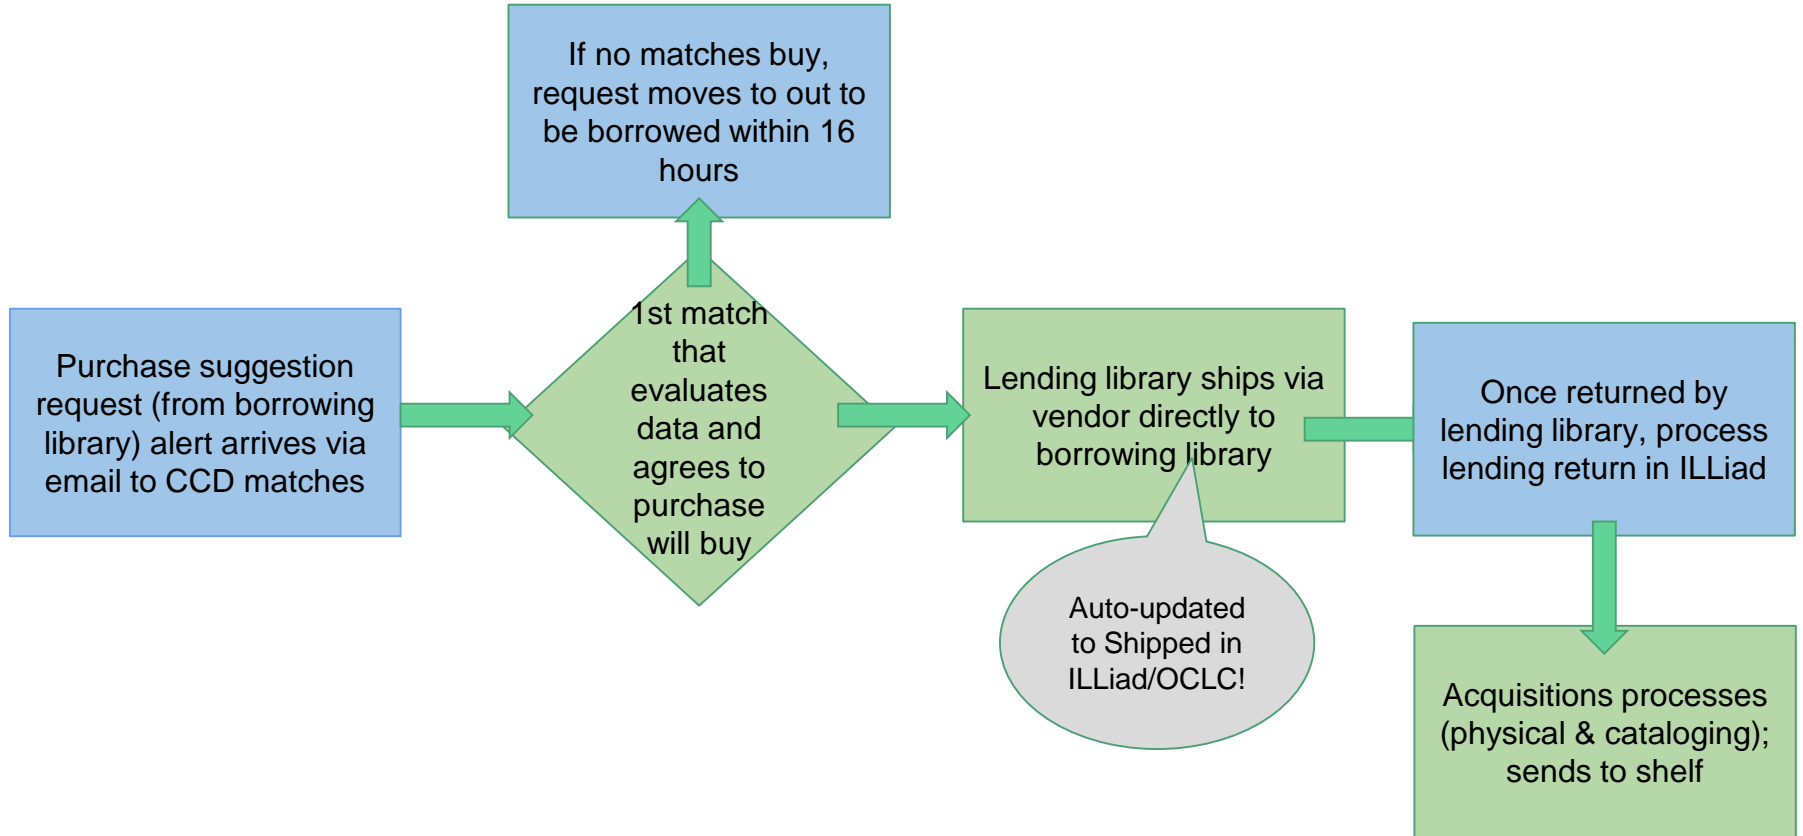 If no matches buy,
request moves to out to
be borrowed within 16
hours
Purchase suggestion
request (from borrowing
library) alert arrives via
email to CCD matches
1st match
that
evaluates
data and
agrees to
purchase
will buy
Lending library ships via
vendor directly to
borrowing library
Auto-updated
to Shipped in
ILLiad/OCLC!
Once returned by
lending library, process
lending return in ILLiad
Acquisitions processes
(physical & cataloging);
sends to shelf